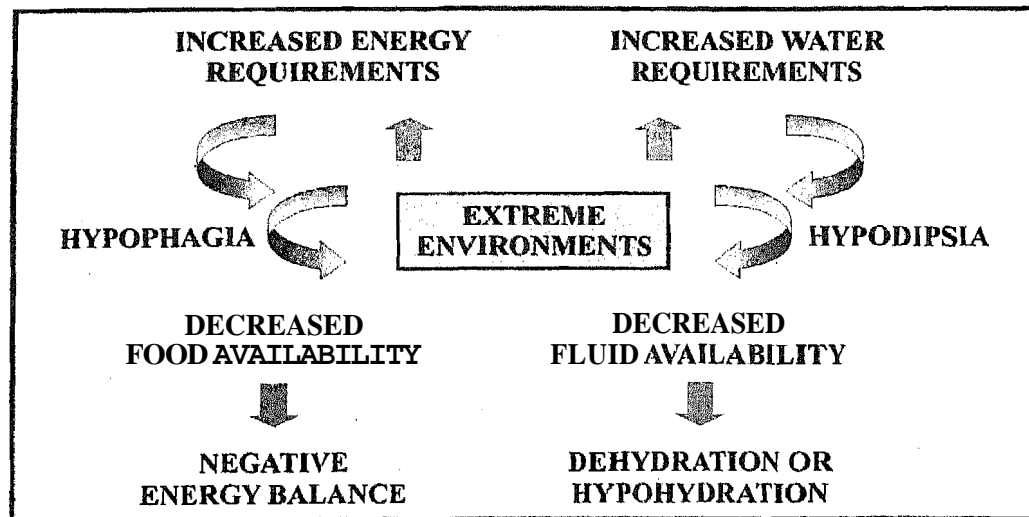 INCREASED ENERGY
REQUIREMENTS
INCREASED WATER
REQUIREMENTS
HYPOPHAGIA
EXTREME
ENVIRONMENTS
HYPODIPSIA
DECREASED
FOOD AVAILABILITY
DECREASED
FLUID AVAILABILITY
NEGATIVE
ENERGY BALANCE
DEHYDRATION OR
HYPOHYDRATION